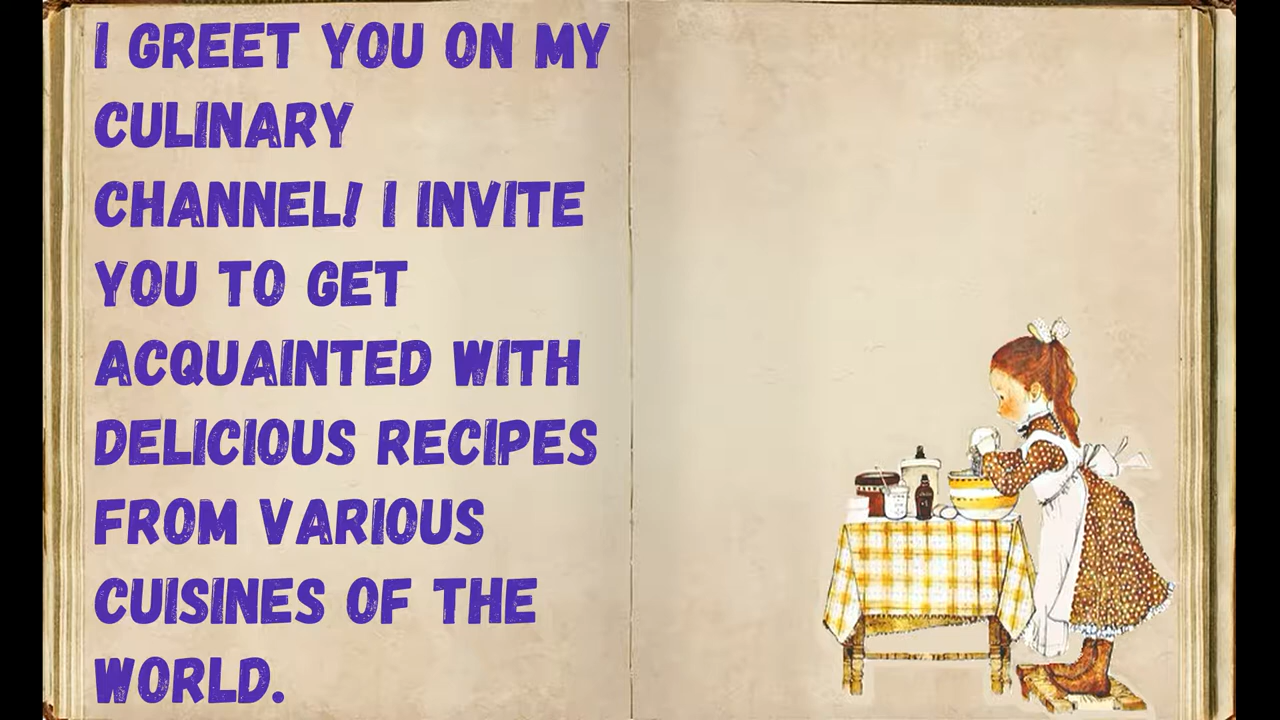 I GREET YOU ON MY
CULINARY
CHANNEL! I INVITE
YOU TO GET
ACQUAINTED WITH
DELICIOUS RECIPES
FROM VARIOUS
CUISINES OF THE
WORLD.